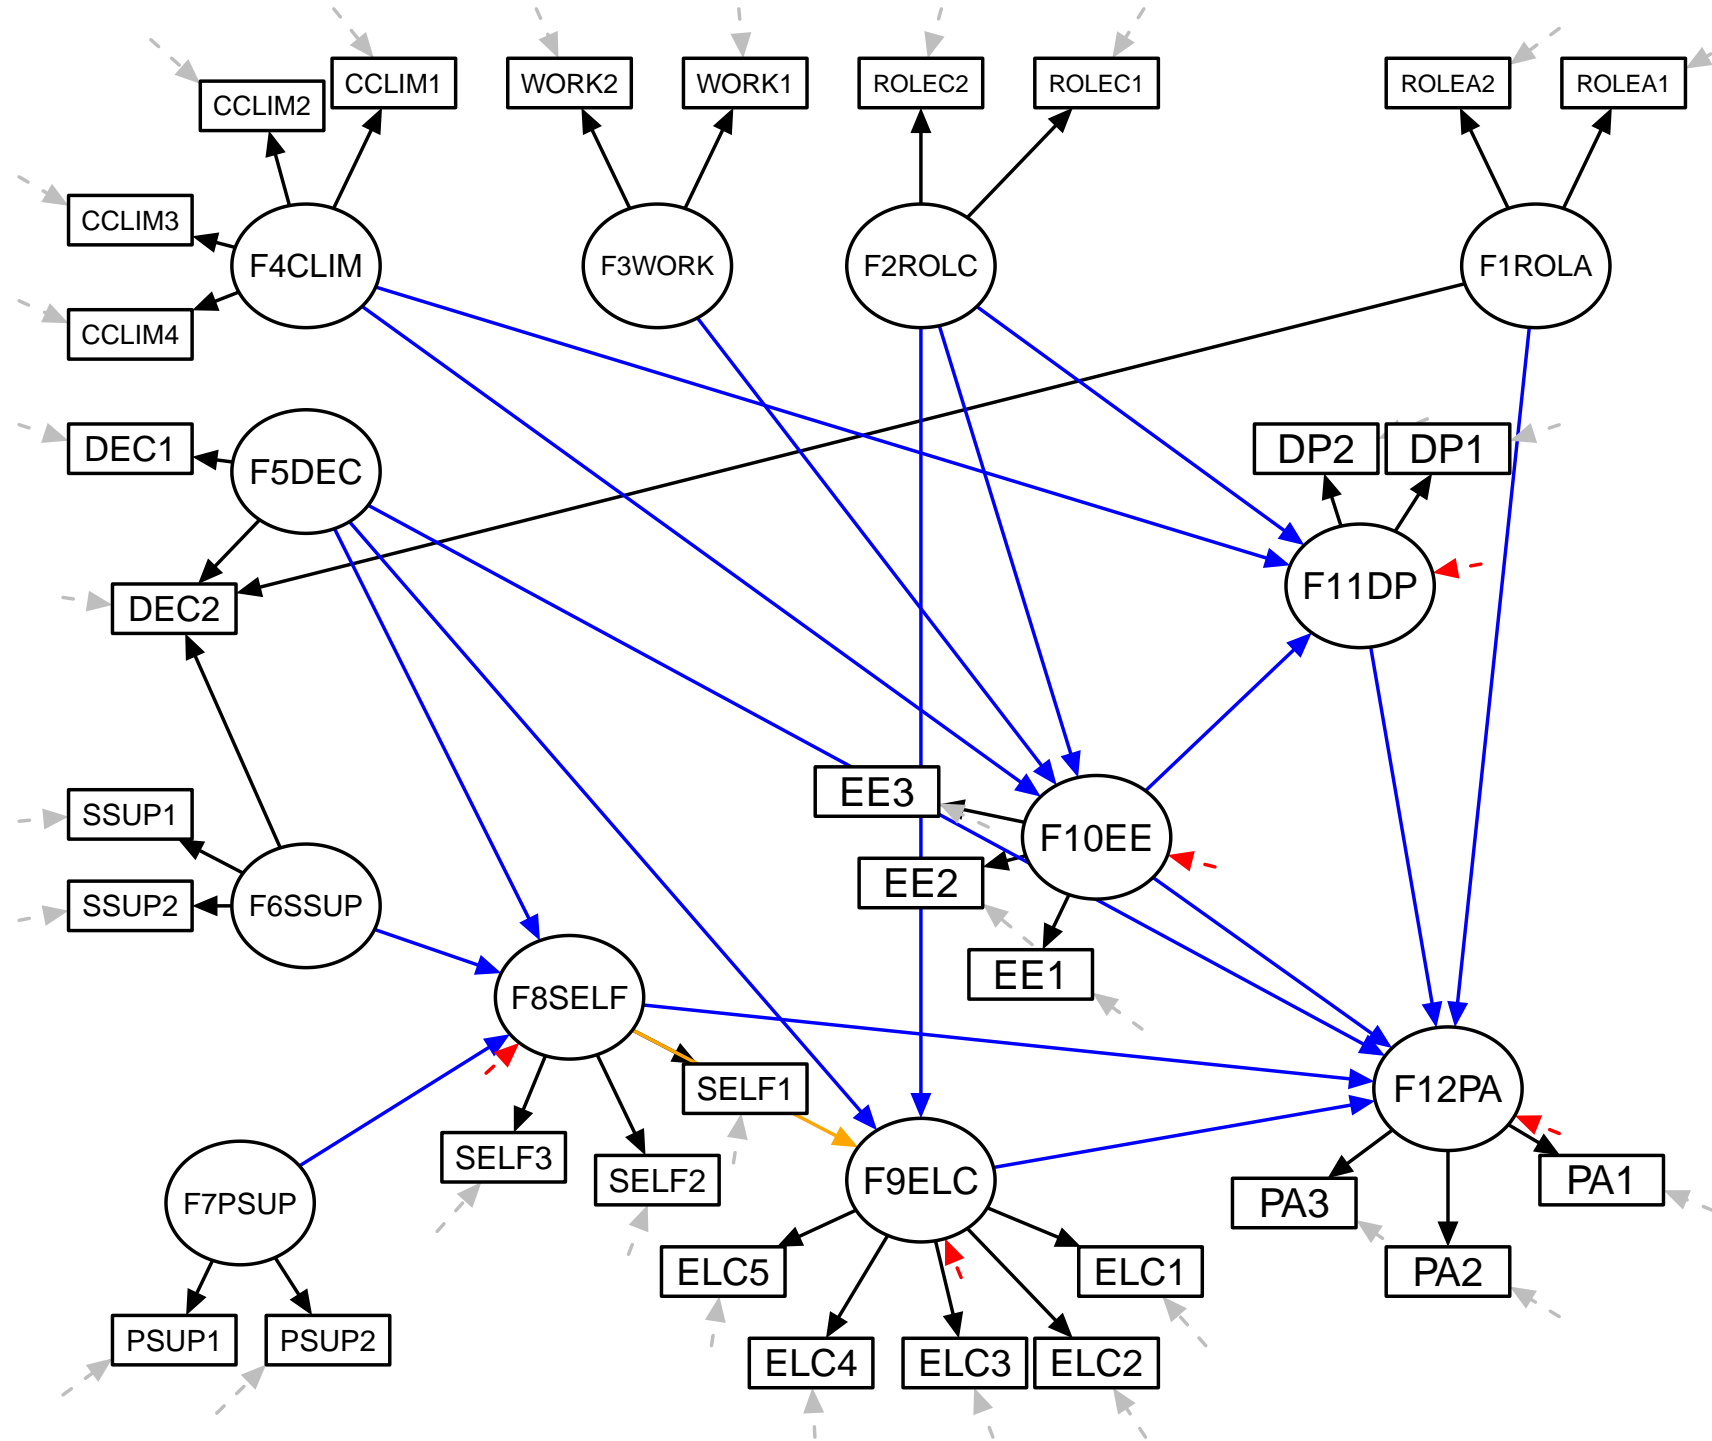 CCLIM1
WORK2
WORK1
ROLEC2
ROLEC1
ROLEA2
ROLEA1
CCLIM2
CCLIM3
F4CLIM
F3WORK
F2ROLC
F1ROLA
CCLIM4
DEC1
F5DEC
DP2
DP1
F11DP
DEC2
EE3
SSUP1
F10EE
EE2
SSUP2
F6SSUP
EE1
F8SELF
SELF1
F12PA
SELF3
SELF2
F9ELC
PA1
F7PSUP
PA3
ELC5
ELC1
PA2
PSUP1
PSUP2
ELC4
ELC3
ELC2